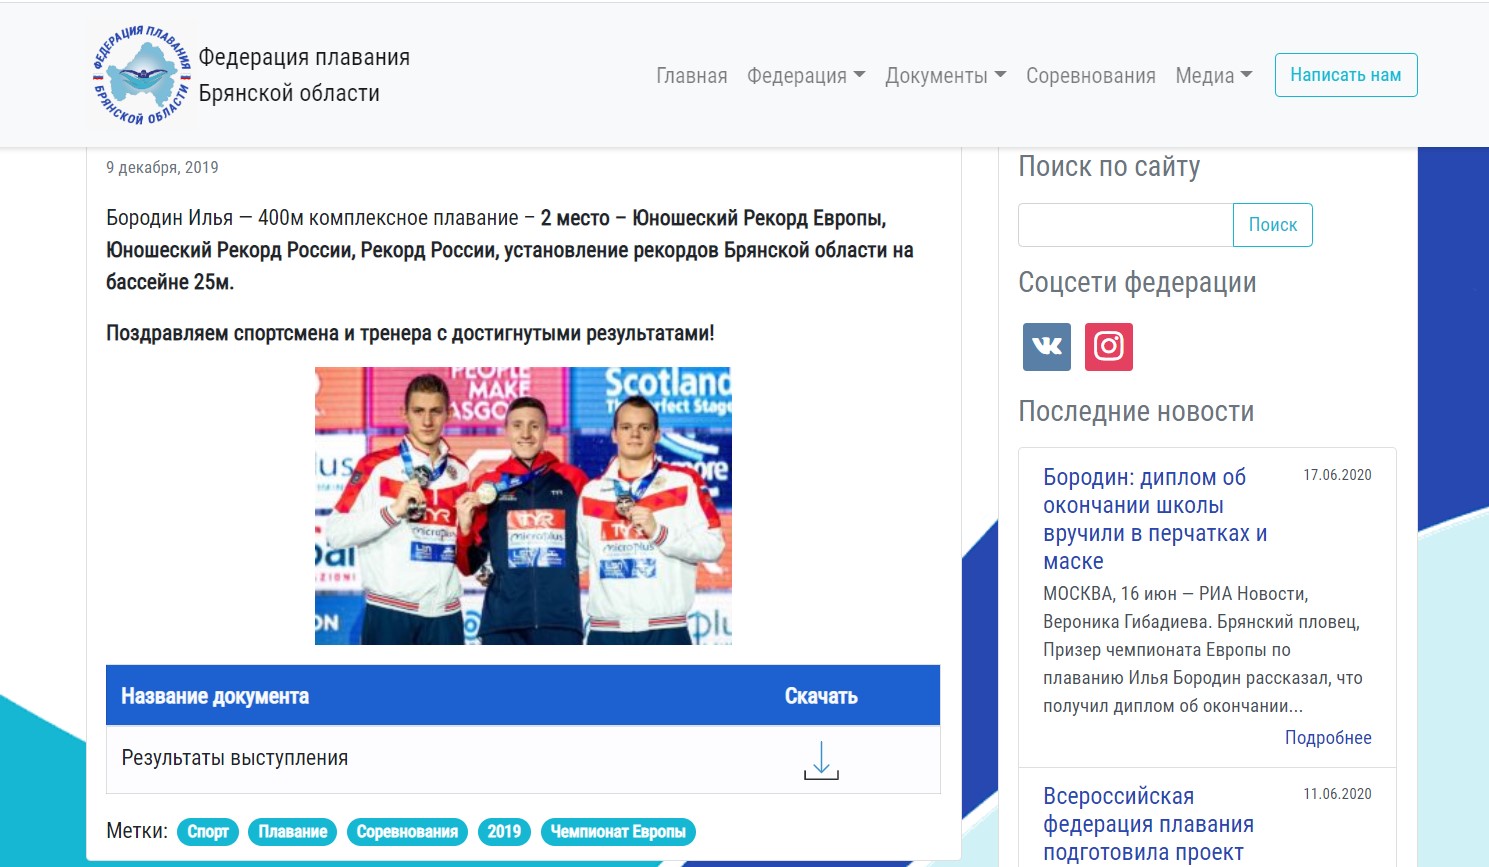 ФЕДЕРАЦИЯ ПЛАВАНИЯ
БРЯНСКОЙ ОБЛАСТИ
Федерация плавания
Брянской области
Главная Федерация Документы Соревнования Медиа Написать нам
9 декабря, 2019
Бородин Илья — 400м комплексное плавание – 2 место – Юношеский Рекорд Европы,
Юношеский Рекорд России, Рекорд России, установление рекордов Брянской области на
бассейне 25м.
Поздравляем спортсмена и тренера с достигнутыми результатами!
PEOPLE
MAKE
Scotland
TYR
TYR
TYR
microplus
microplus
Название документа Скачать
Результаты выступления
Метки: Спорт Плавание Соревнования 2019 Чемпионат Европы
Поиск по сайту
Поиск
Соцсети федерации
Последние новости
Бородин: диплом об
окончании школы
вручили в перчатках и
маске
17.06.2020
МОСКВА, 16 июн — РИА Новости,
Вероника Гибадиева. Брянский пловец,
Призер чемпионата Европы по
плаванию Илья Бородин рассказал, что
получил диплом об окончании...
Подробнее
Всероссийская
федерация плавания
подготовила проект
11.06.2020